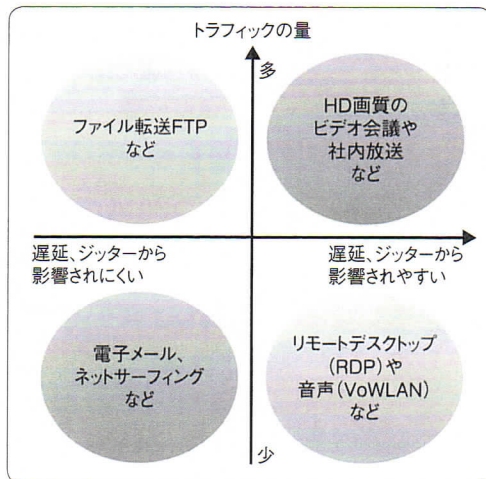 トラフィックの量
多
ファイル転送FTP
など
HD画質の
ビデオ会議や
社内放送
など
遅延、ジッターから
影響されにくい
遅延、ジッターから
影響されやすい
電子メール、
ネットサーフィング
など
リモートデスクトップ
(RDP)や
音声(VoWLAN)
など
少